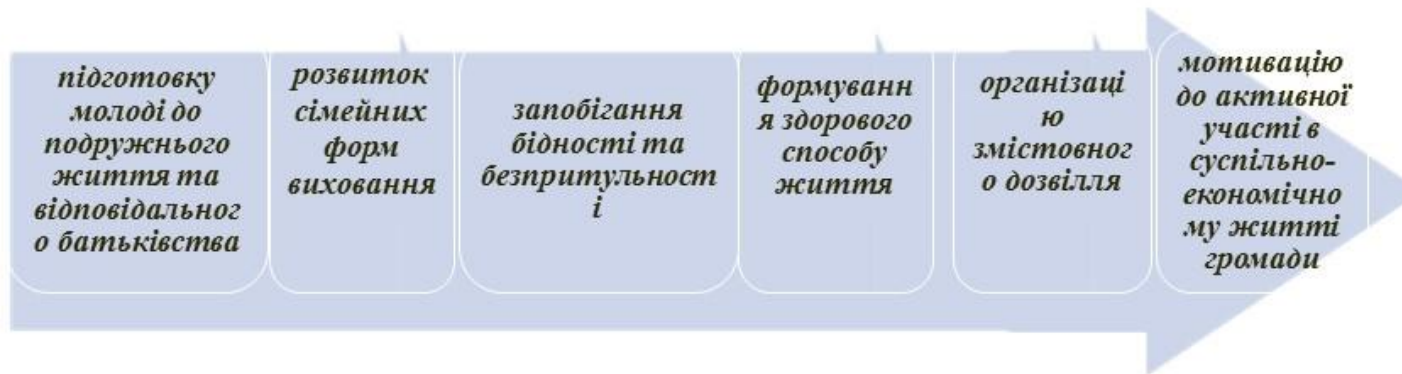 підготовку
молоді до
подружнього
життя та
відповідальног
о батьківства
розвиток
сімейних
форм
виховання
запобігання
бідності та
безпритульност
і
формуванн
я здорового
способу
життя
організаці
ю
змістовног
о дозвілля
мотивацію
до активної
участі в
суспільно-
економічно
му житті
громади